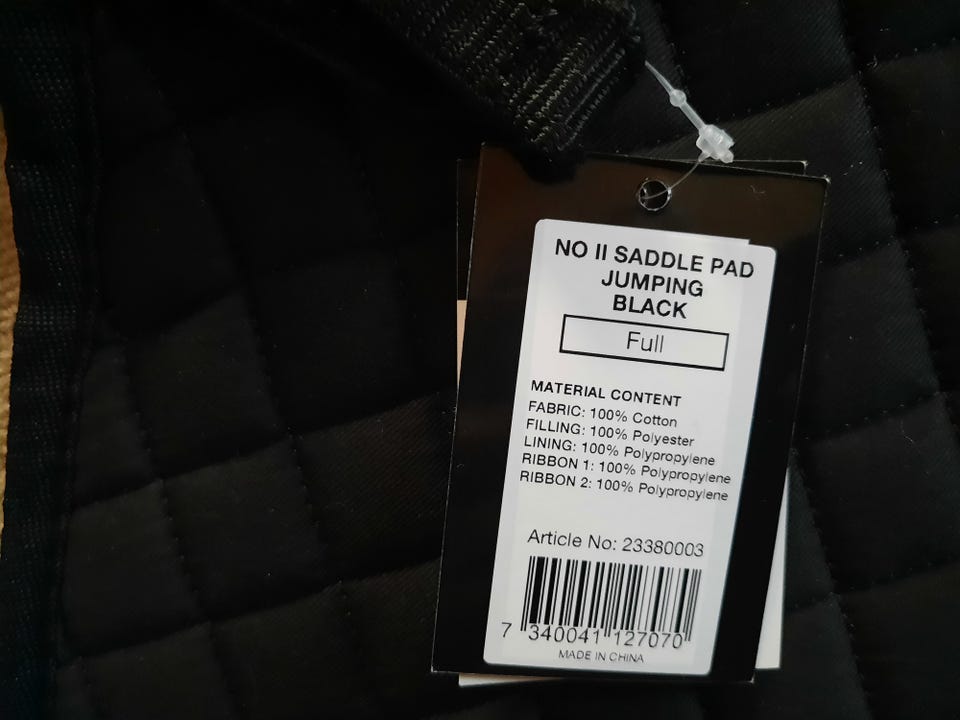 NO II SADDLE PAD
JUMPING
BLACK
Full
MATERIAL CONTENT
FABRIC: 100% Cotton
FILLING: 100% Polyester
LINING: 100% Polypropylene
RIBBON 1: 100% Polypropylene
RIBBON 2: 100% Polypropylene
Article No: 23380003
7 340041 127070
MADE IN CHINA